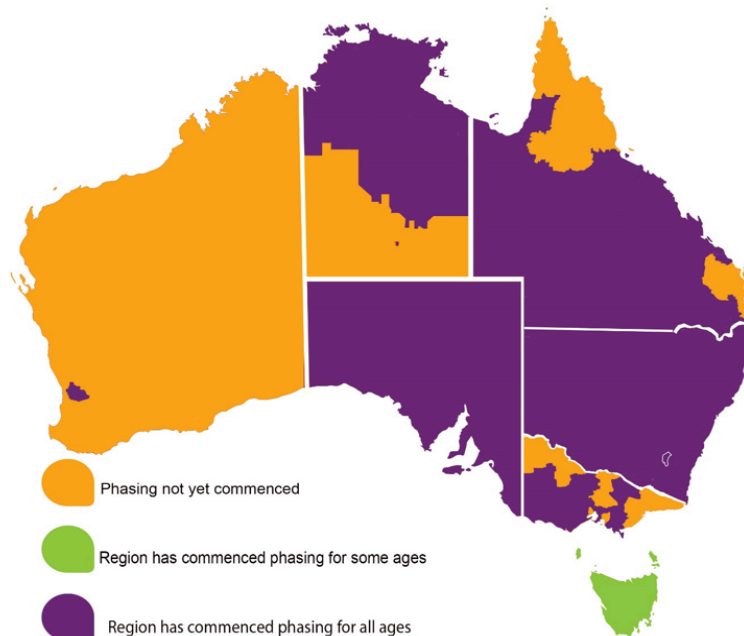 Phasing not yet commenced
Region has commenced phasing for some ages
Region has commenced phasing for all ages